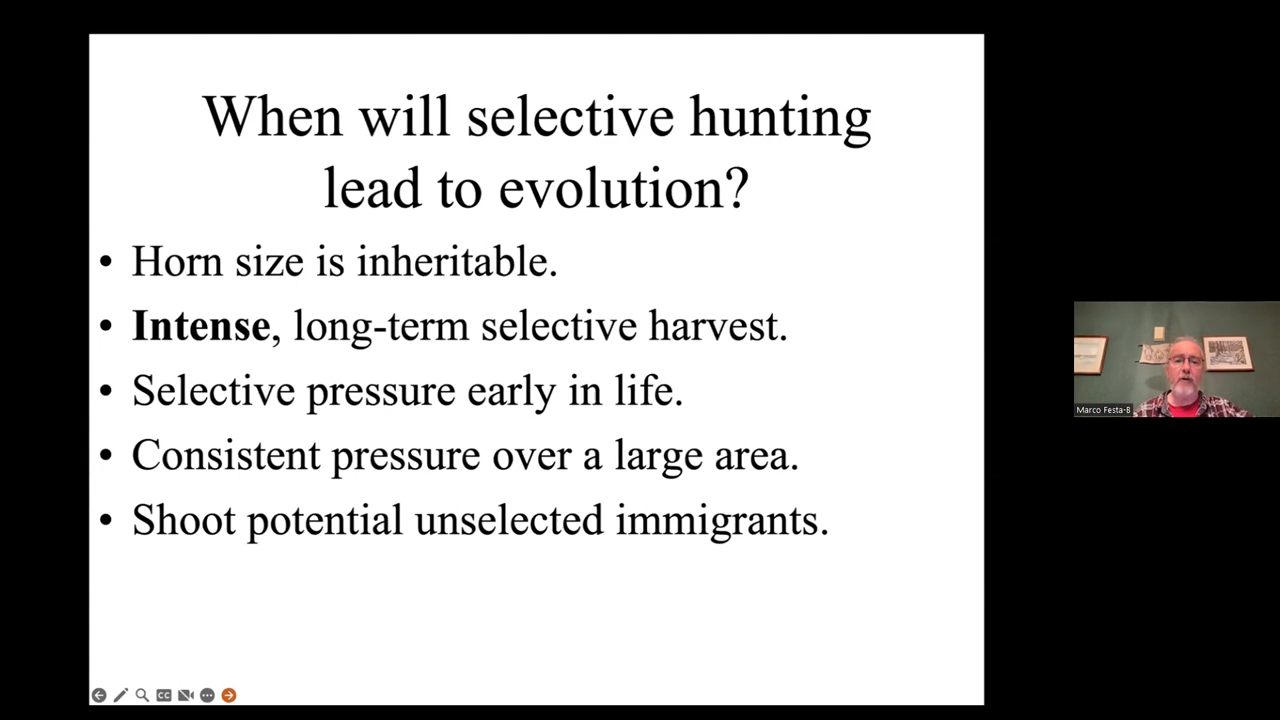 When will selective hunting
lead to evolution?
• Horn size is inheritable.
• Intense, long-term selective harvest.
• Selective pressure early in life.
• Consistent pressure over a large area.
• Shoot potential unselected immigrants.
Marco Festa-B
CC